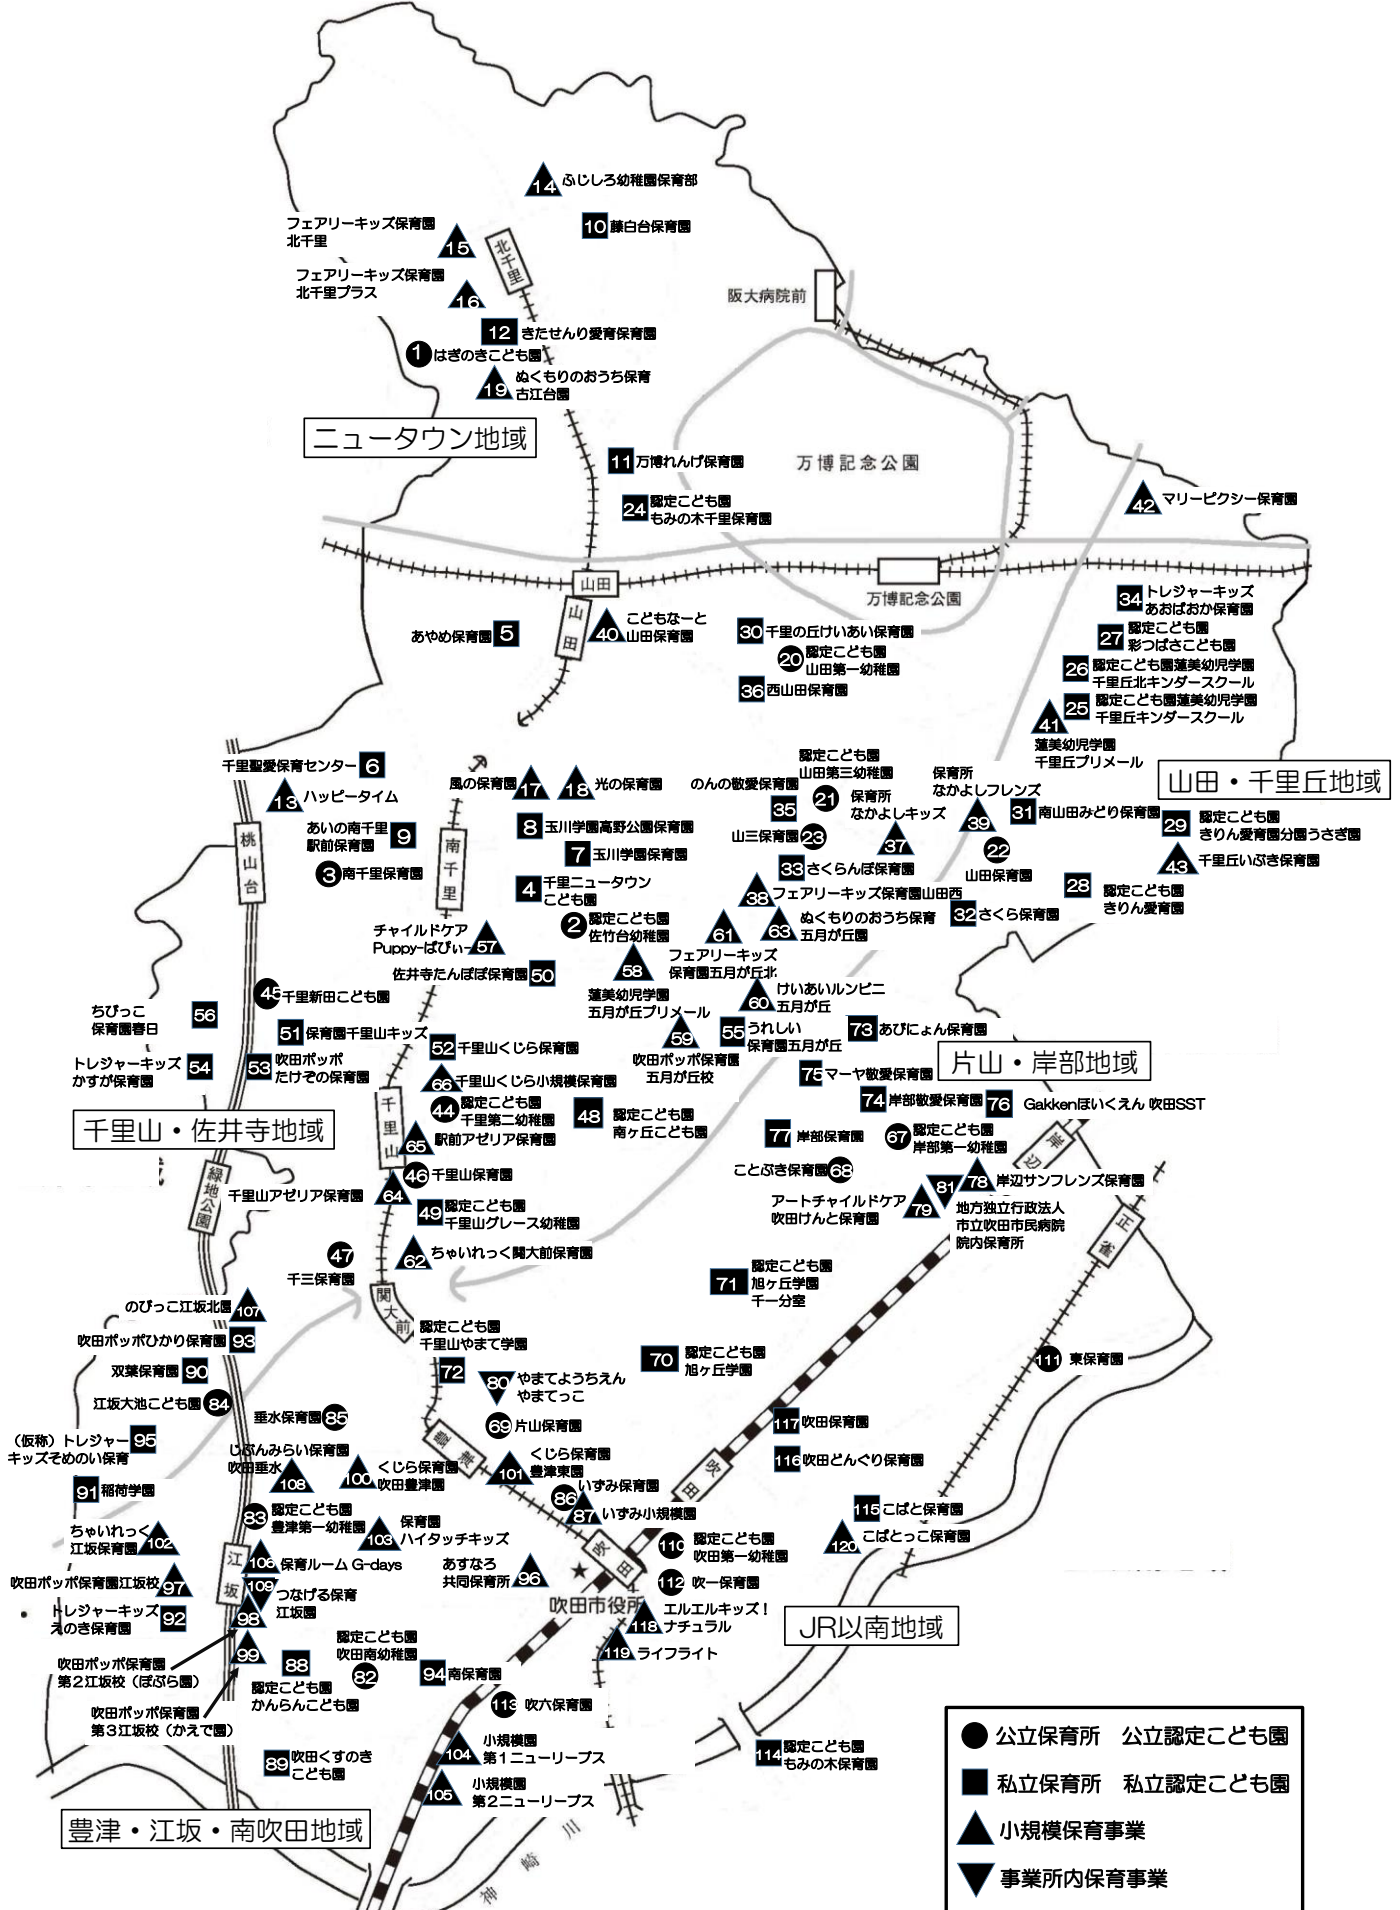 14 ふじしろ幼稚園保育部
10 藤白台保育園
フェアリーキッズ保育園
北千里
15
北千里
フェアリーキッズ保育園
北千里プラス
16
阪大病院前
12 きたせんり愛育保育園
1 はぎのきこども園
19 ぬくもりのおうち保育
古江台園
ニュータウン地域
11 万博れんげ保育園
万博記念公園
24 認定こども園
もみの木千里保育園
42 マリーピクシー保育園
山田
万博記念公園
山田
あやめ保育園 5
40 こどもなーと
山田保育園
30 千里の丘けいあい保育園
20 認定こども園
山田第一幼稚園
36 西山田保育園
34 トレジャーキッズ
あおばおか保育園
27 認定こども園
彩つばさこども園
26 認定こども園蓮美幼児学園
千里丘北キンダースクール
25 認定こども園蓮美幼児学園
千里丘キンダースクール
41
蓮美幼児学園
千里丘プリメール
山田・千里丘地域
千里聖愛保育センター 6
13 ハッピータイム
風の保育園 17
18 光の保育園
のんの敬愛保育園
35
認定こども園
山田第三幼稚園
21
保育所
なかよしキッズ
37
保育所
なかよしフレンズ
39
31 南山田みどり保育園
29 認定こども園
きりん愛育園分園うさぎ園
43 千里丘いぶき保育園
あいの南千里
駅前保育園
9
8 玉川学園高野公園保育園
7 玉川学園保育園
山三保育園 23
22
山田保育園
桃山台
南千里
3 南千里保育園
4 千里ニュータウン
こども園
33 さくらんぼ保育園
38 フェアリーキッズ保育園山田西
28
認定こども園
きりん愛育園
32 さくら保育園
2 認定こども園
佐竹台幼稚園
チャイルドケア
Puppy-ぱぴぃ-
57
61
フェアリーキッズ
保育園五月が丘北
63 ぬくもりのおうち保育
五月が丘園
佐井寺たんぽぽ保育園 50
58
蓮美幼児学園
五月が丘プリメール
60 けいあいルンビニ
五月が丘
45 千里新田こども園
ちびっこ
保育園春日
56
51 保育園千里山キッズ
59
吹田ポッポ保育園
五月が丘校
55 うれしい
保育園五月が丘
73 あびにょん保育園
片山・岸部地域
52 千里山くじら保育園
トレジャーキッズ
かすが保育園
54
53 吹田ポッポ
たけぞの保育園
66 千里山くじら小規模保育園
75 マーヤ敬愛保育園
74 岸部敬愛保育園
76 Gakkenほいくえん 吹田SST
千里山・佐井寺地域
千里山
44 認定こども園
千里第二幼稚園
48 認定こども園
南ヶ丘こども園
65 駅前アゼリア保育園
77 岸部保育園
67 認定こども園
岸部第一幼稚園
岸辺
緑地公園
46 千里山保育園
ことぶき保育園 68
千里山アゼリア保育園 64
49 認定こども園
千里山グレース幼稚園
アートチャイルドケア
吹田けんと保育園
79
81
地方独立行政法人
市立吹田市民病院
院内保育所
78 岸辺サンフレンズ保育園
正雀
47
千三保育園
62 ちゃいれっく関大前保育園
71 認定こども園
旭ヶ丘学園
千一分室
のびっこ江坂北園 107
関大前
吹田ポッポひかり保育園 93
認定こども園
千里山やまて学園
72
70 認定こども園
旭ヶ丘学園
111 東保育園
双葉保育園 90
80 やまてようちえん
やまてっこ
江坂大池こども園 84
垂水保育園 85
69 片山保育園
117 吹田保育園
(仮称)トレジャー
キッズそめのい保育
95
豊津
じぶんみらい保育園
吹田垂水
108
100 くじら保育園
吹田豊津園
101 くじら保育園
豊津東園
116 吹田どんぐり保育園
吹田
91 稲荷学園
いずみ保育園
86
87 いずみ小規模園
115 こばと保育園
83 認定こども園
豊津第一幼稚園
103 保育園
ハイタッチキッズ
ちゃいれっく
江坂保育園
102
120 こばとっこ保育園
110 認定こども園
吹田第一幼稚園
江坂
106 保育ルーム G-days
あすなろ
共同保育所
96
吹田
★
吹田市役所
112 吹一保育園
吹田ポッポ保育園江坂校 97
109 つなげる保育
江坂園
トレジャーキッズ
えのき保育園
92
98
118 エルエルキッズ!
ナチュラル
JR以南地域
119 ライフライト
吹田ポッポ保育園
第2江坂校(ぽぷら園)
99
88
認定こども園
かんらんこども園
認定こども園
吹田南幼稚園
82
94 南保育園
吹田ポッポ保育園
第3江坂校(かえで園)
113 吹六保育園
104 小規模園
第1ニューリーブス
89 吹田くすのき
こども園
105 小規模園
第2ニューリーブス
114 認定こども園
もみの木保育園
豊津・江坂・南吹田地域
神崎川
● 公立保育所 公立認定こども園
■ 私立保育所 私立認定こども園
▲ 小規模保育事業
▼ 事業所内保育事業